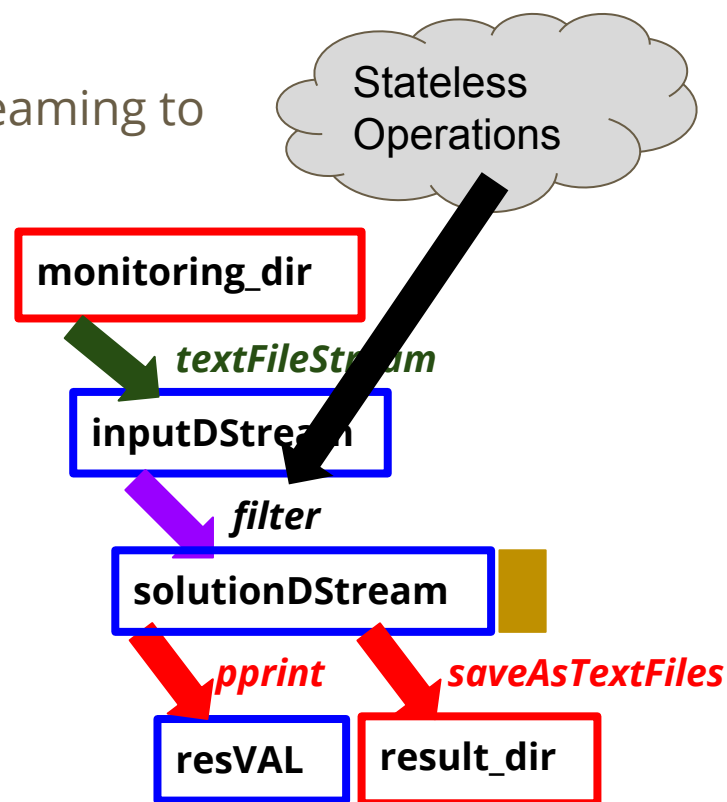 eaming to
Stateless
Operations
monitoring_dir
textFileStream
inputDStream
filter
solutionDStream
pprint
saveAsTextFiles
resVAL
result_dir